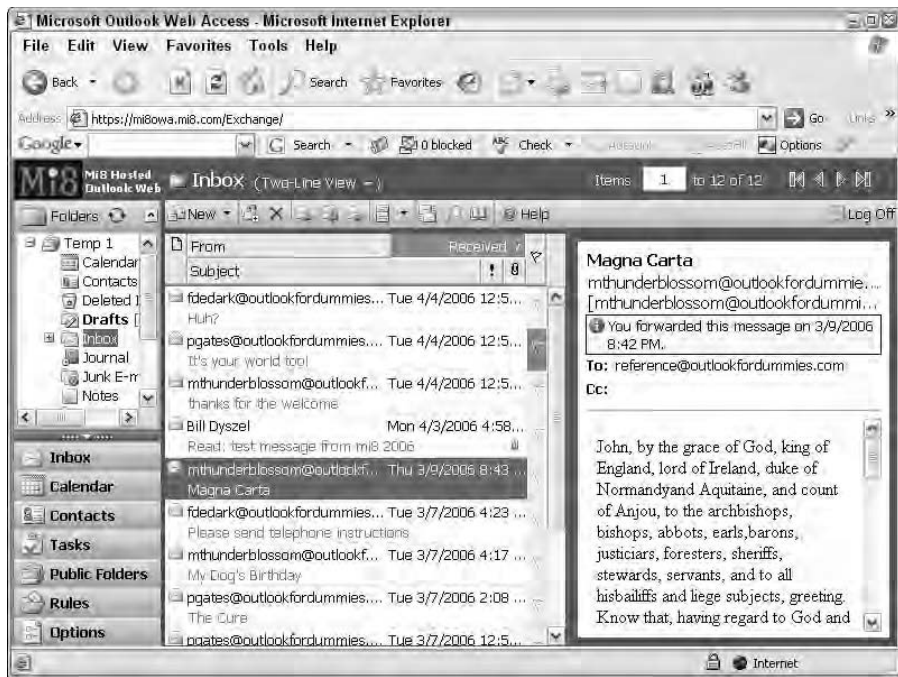 Microsoft Outlook Web Access - Microsoft Internet Explorer
File Edit View Favorites Tools Help
Back Search Favorites
Address https://mi8owa.mi8.com/Exchange/ Go Links »
Google Search 0 blocked ABC Check Options
Mi8 Mi8 Hosted Outlook Web
Inbox (Two-Line View) Items 1 to 12 of 12
Folders New Help Log Off
Temp 1
Calendar
Contacts
Deleted I
Drafts [
Inbox
Journal
Junk E-m
Notes
Inbox
Calendar
Contacts
Tasks
Public Folders
Rules
Options
From Received
Subject
fdedark@outlookfordummies... Tue 4/4/2006 12:5...
Huh?
pgates@outlookfordummies.... Tue 4/4/2006 12:5...
It's your world too!
mthunderblossom@outlookf... Tue 4/4/2006 12:5...
thanks for the welcome
Bill Dyszel Mon 4/3/2006 4:58...
Read: test message from mi8 2006
mthunderblossom@outlookf... Thu 3/9/2006 8:43 ...
Magna Carta
fdedark@outlookfordummies... Tue 3/7/2006 4:23 ...
Please send telephone instructions
mthunderblossom@outlookf... Tue 3/7/2006 4:17 ...
My Dog's Birthday
pgates@outlookfordummies.... Tue 3/7/2006 2:08 ...
The Cure
pgates@outlookfordummies.... Tue 3/7/2006 12:5...
Magna Carta
mthunderblossom@outlookfordummie...
[mthunderblossom@outlookfordummi...
You forwarded this message on 3/9/2006
8:42 PM.
To: reference@outlookfordummies.com
Cc:
John, by the grace of God, king of
England, lord of Ireland, duke of
Normandyand Aquitaine, and count
of Anjou, to the archbishops,
bishops, abbots, earls,barons,
justiciars, foresters, sheriffs,
stewards, servants, and to all
hisbailiffs and liege subjects, greeting.
Know that, having regard to God and
Internet